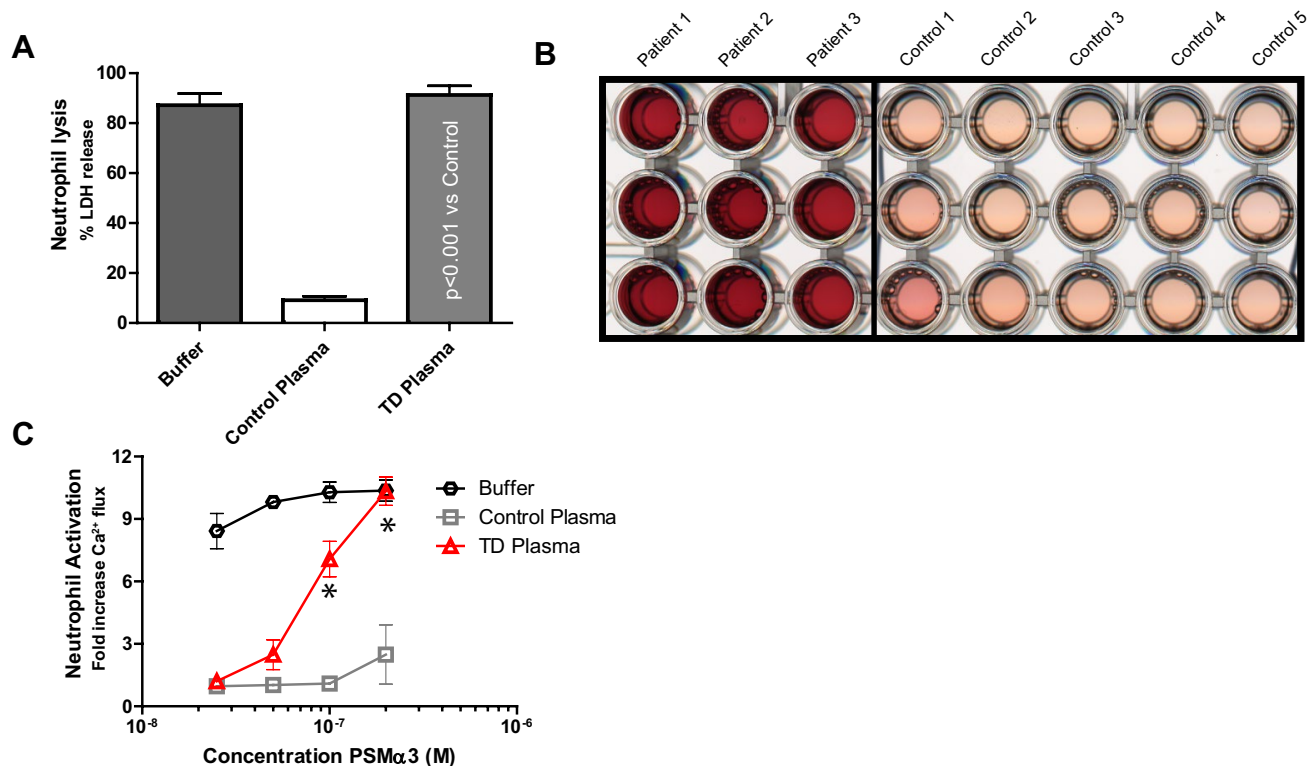 A
Neutrophil lysis
% LDH release
100
80
60
40
20
0
p<0.001 vs Control
Buffer
Control Plasma
TD Plasma
B
Patient 1
Patient 2
Patient 3
Control 1
Control 2
Control 3
Control 4
Control 5
C
Neutrophil Activation
Fold increase Ca²⁺ flux
12
9
6
3
0
*
*
10⁻⁸
10⁻⁷
10⁻⁶
Concentration PSMα3 (M)
Buffer
Control Plasma
TD Plasma